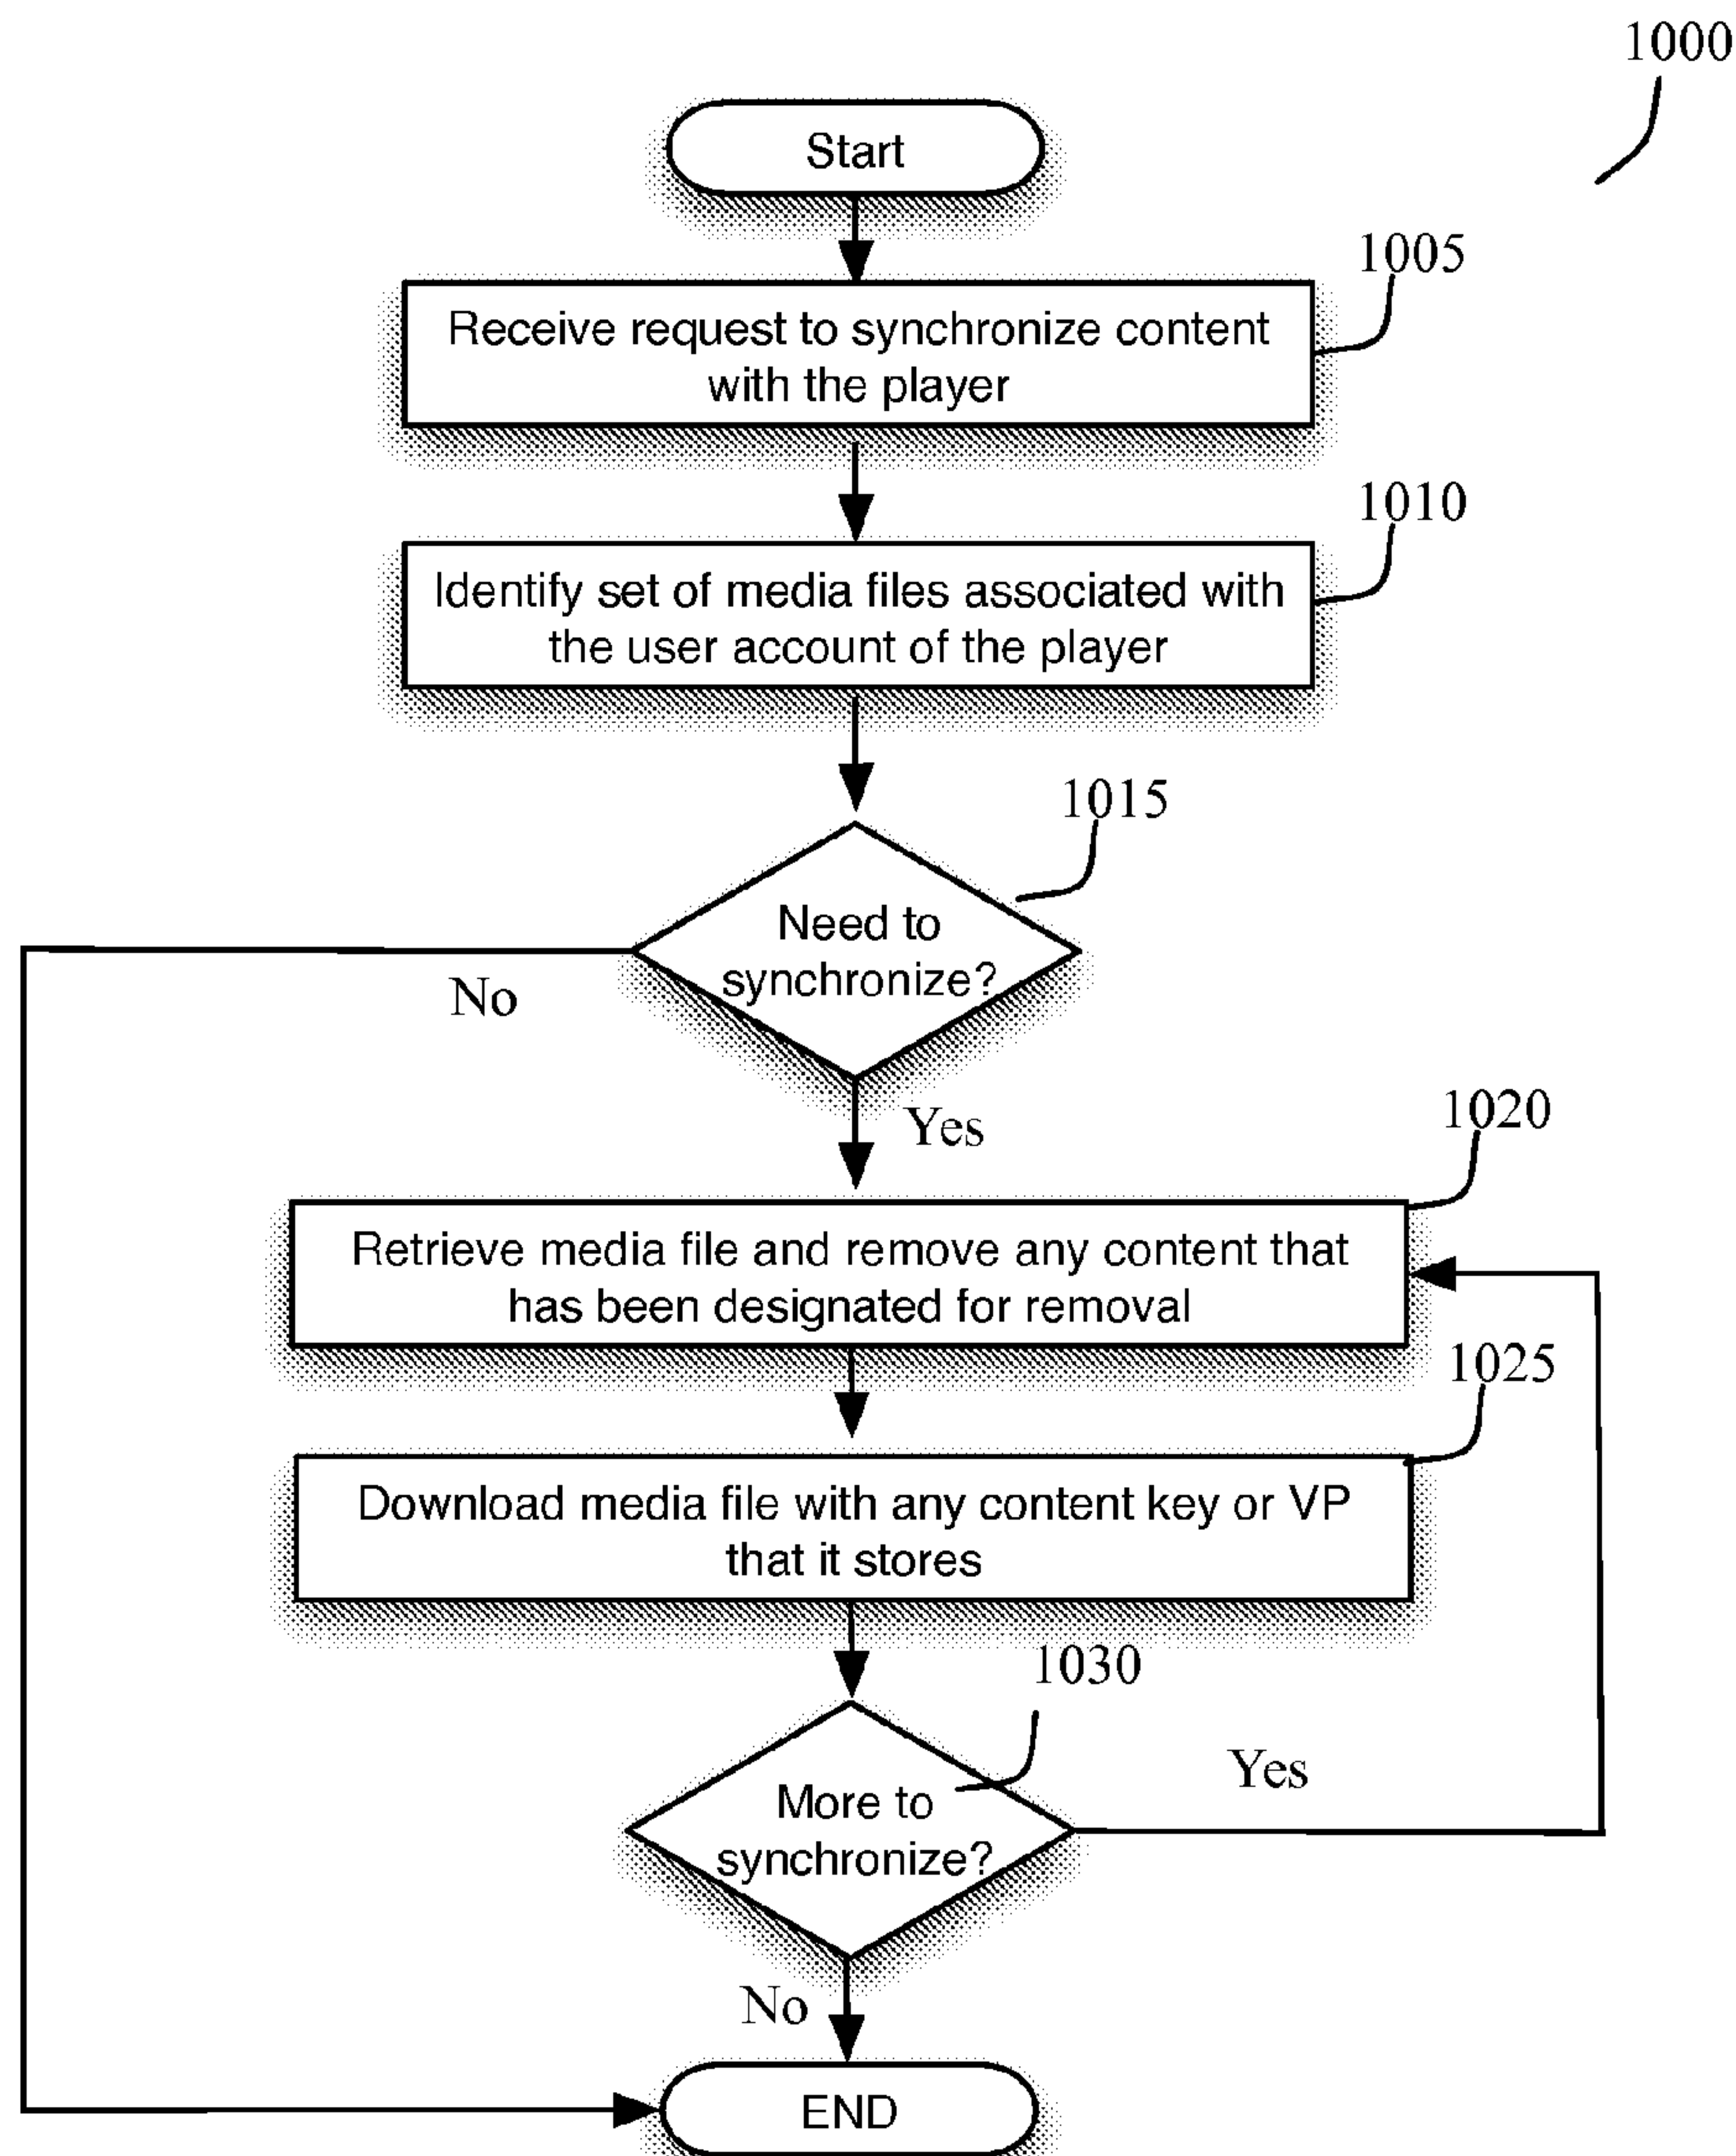 1000
Start
1005
Receive request to synchronize content
with the player
1010
Identify set of media files associated with
the user account of the player
1015
Need to
synchronize?
No
Yes
1020
Retrieve media file and remove any content that
has been designated for removal
1025
Download media file with any content key or VP
that it stores
1030
More to
synchronize?
Yes
No
END